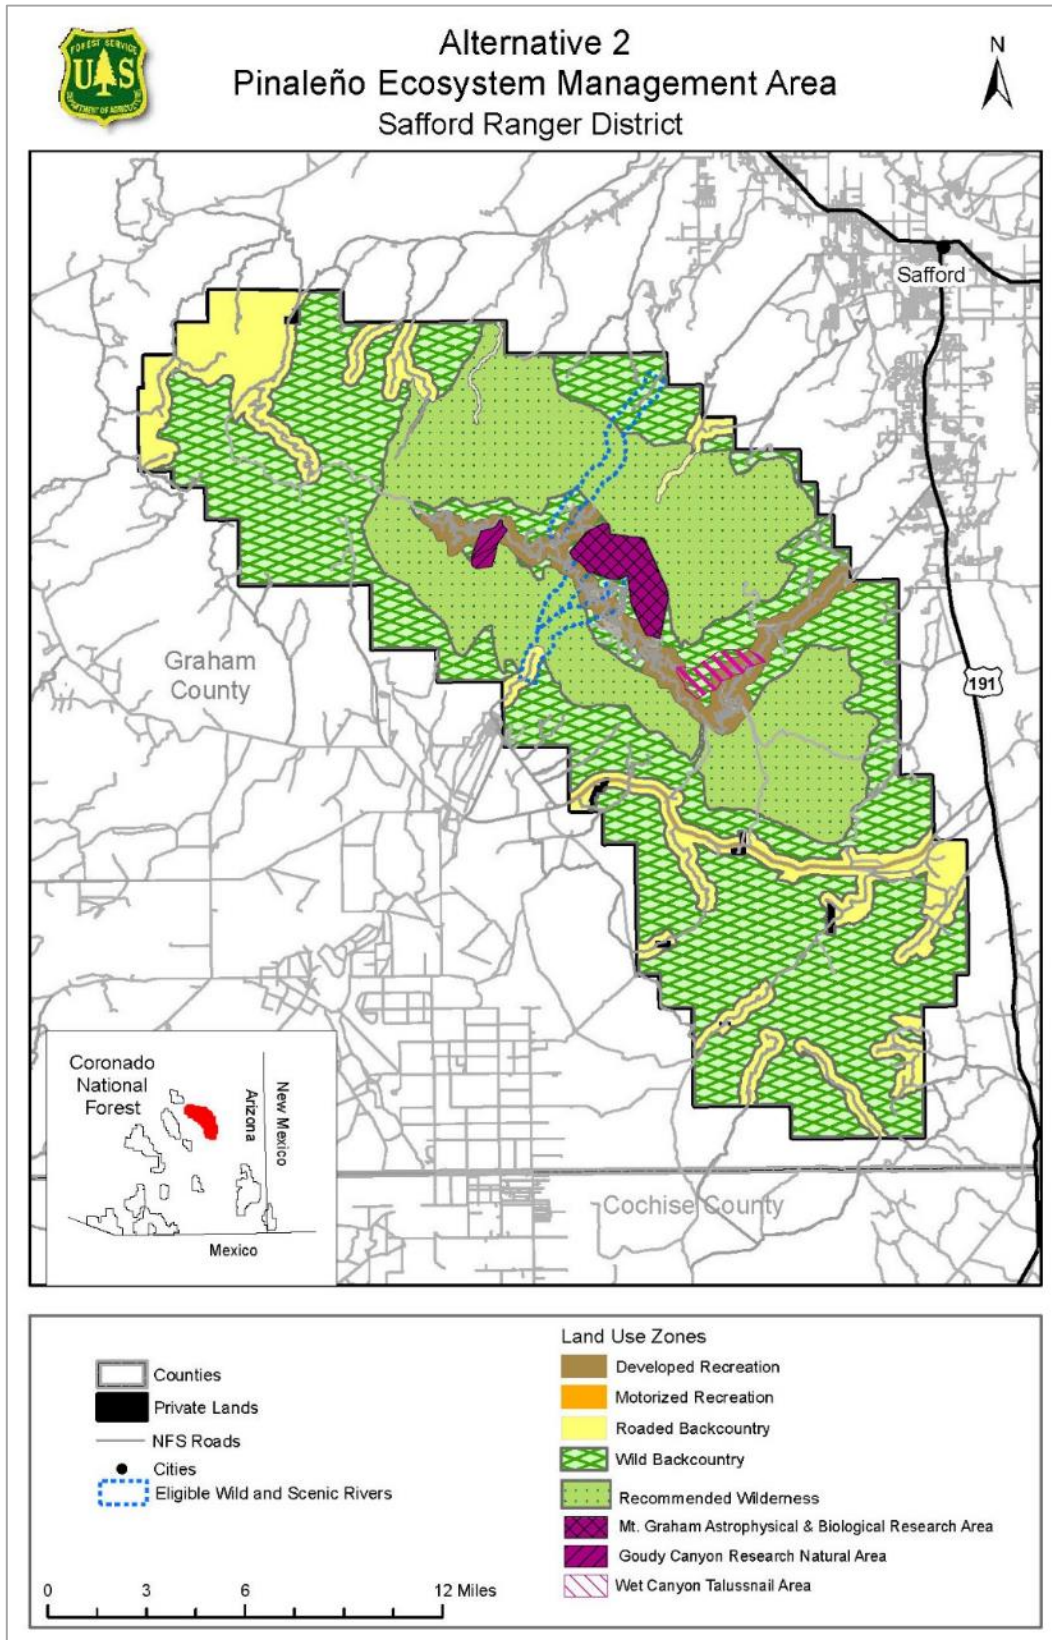 FOREST SERVICE
U S
DEPARTMENT OF AGRICULTURE
Alternative 2
Pinaleño Ecosystem Management Area
Safford Ranger District
N
Safford
Graham
County
191
Coronado
National
Forest
Arizona
New Mexico
Mexico
Cochise County
Counties
Private Lands
NFS Roads
Cities
Eligible Wild and Scenic Rivers
0 3 6 12 Miles
Land Use Zones
Developed Recreation
Motorized Recreation
Roaded Backcountry
Wild Backcountry
Recommended Wilderness
Mt. Graham Astrophysical & Biological Research Area
Goudy Canyon Research Natural Area
Wet Canyon Talussnail Area